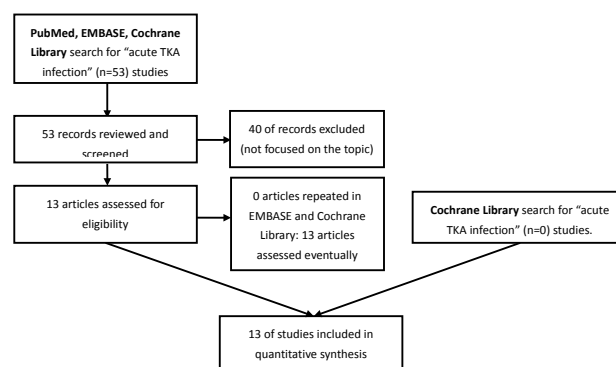 PubMed, EMBASE, Cochrane
Library search for “acute TKA
infection” (n=53) studies
53 records reviewed and
screened
40 of records excluded
(not focused on the topic)
13 articles assessed for
eligibility
0 articles repeated in
EMBASE and Cochrane
Library: 13 articles
assessed eventually
Cochrane Library search for “acute
TKA infection” (n=0) studies.
13 of studies included in
quantitative synthesis